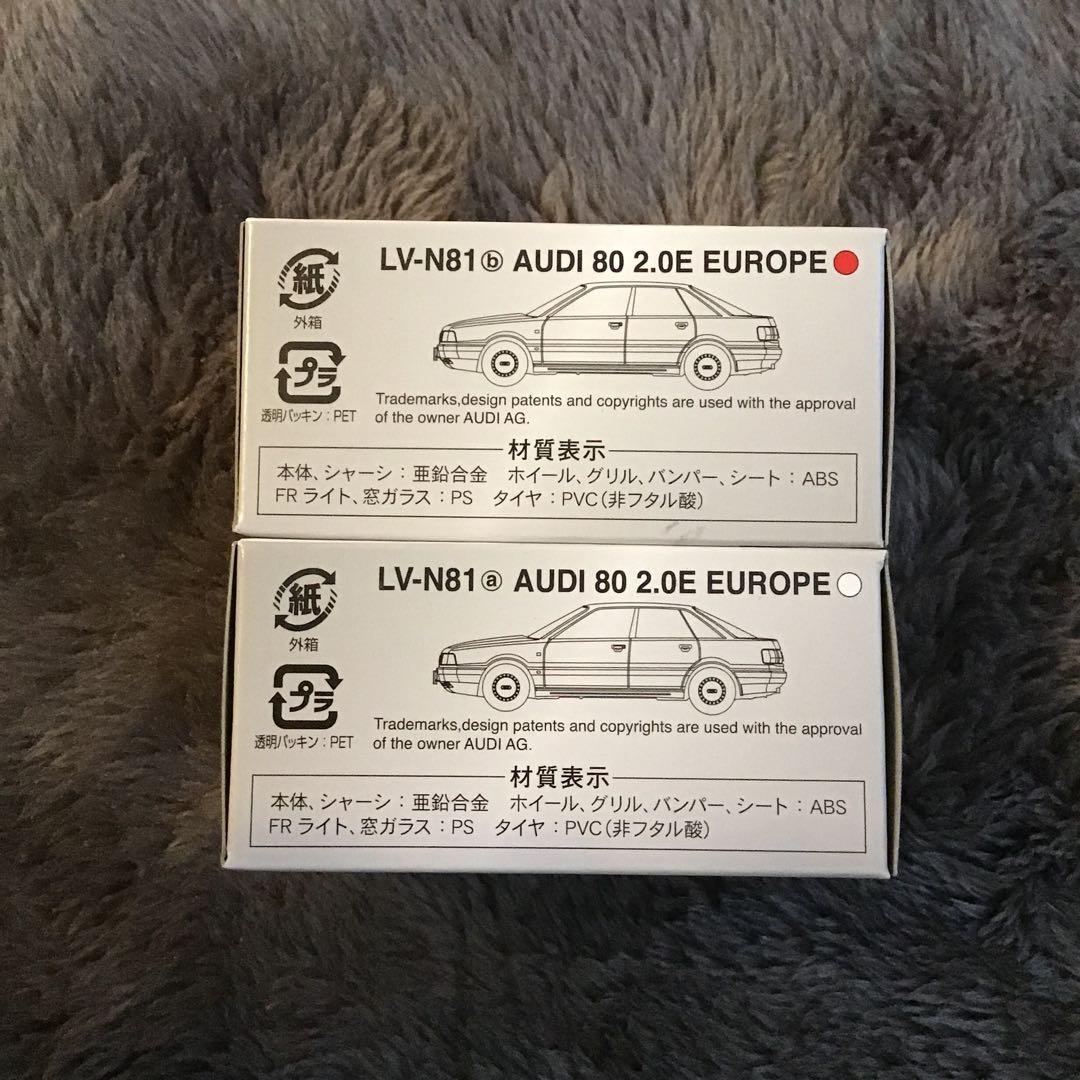 紙
外箱
プラ
透明パッキン：PET
LV-N81ⓑ AUDI 80 2.0E EUROPE
Trademarks,design patents and copyrights are used with the approval
of the owner AUDI AG.
材質表示
本体、シャーシ：亜鉛合金　ホイール、グリル、バンパー、シート：ABS
FRライト、窓ガラス：PS　タイヤ：PVC（非フタル酸）
紙
外箱
プラ
透明パッキン：PET
LV-N81ⓐ AUDI 80 2.0E EUROPE
Trademarks,design patents and copyrights are used with the approval
of the owner AUDI AG.
材質表示
本体、シャーシ：亜鉛合金　ホイール、グリル、バンパー、シート：ABS
FRライト、窓ガラス：PS　タイヤ：PVC（非フタル酸）